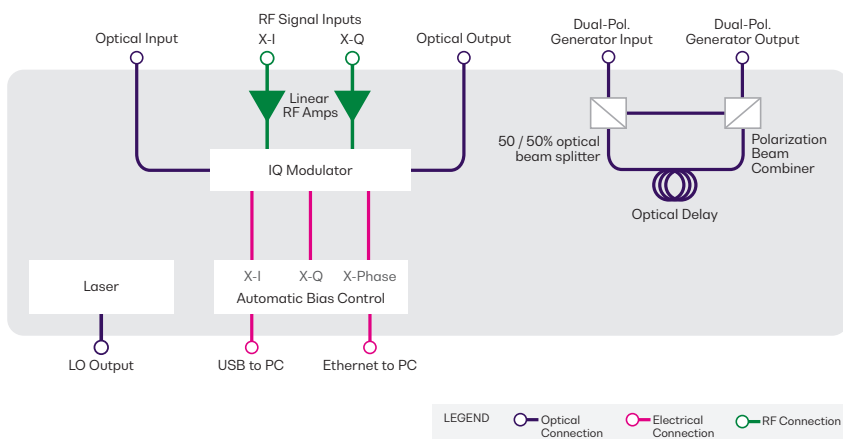 RF Signal Inputs
Optical Input
X-I
X-Q
Optical Output
Dual-Pol.
Generator Input
Dual-Pol.
Generator Output
Linear
RF Amps
50 / 50% optical
beam splitter
Polarization
Beam
Combiner
IQ Modulator
Optical Delay
X-I
X-Q
X-Phase
Automatic Bias Control
Laser
LO Output
USB to PC
Ethernet to PC
LEGEND
Optical
Connection
Electrical
Connection
RF Connection